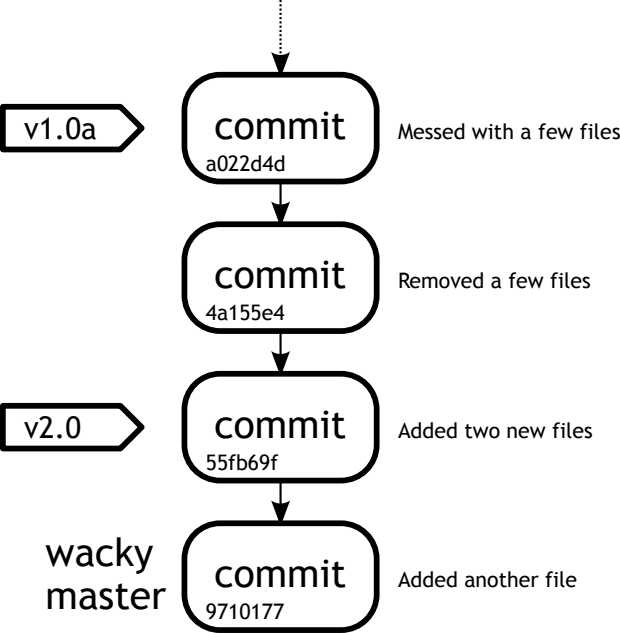 v1.0a
commit
a022d4d
Messed with a few files
commit
4a155e4
Removed a few files
v2.0
commit
55fb69f
Added two new files
wacky
master
commit
9710177
Added another file